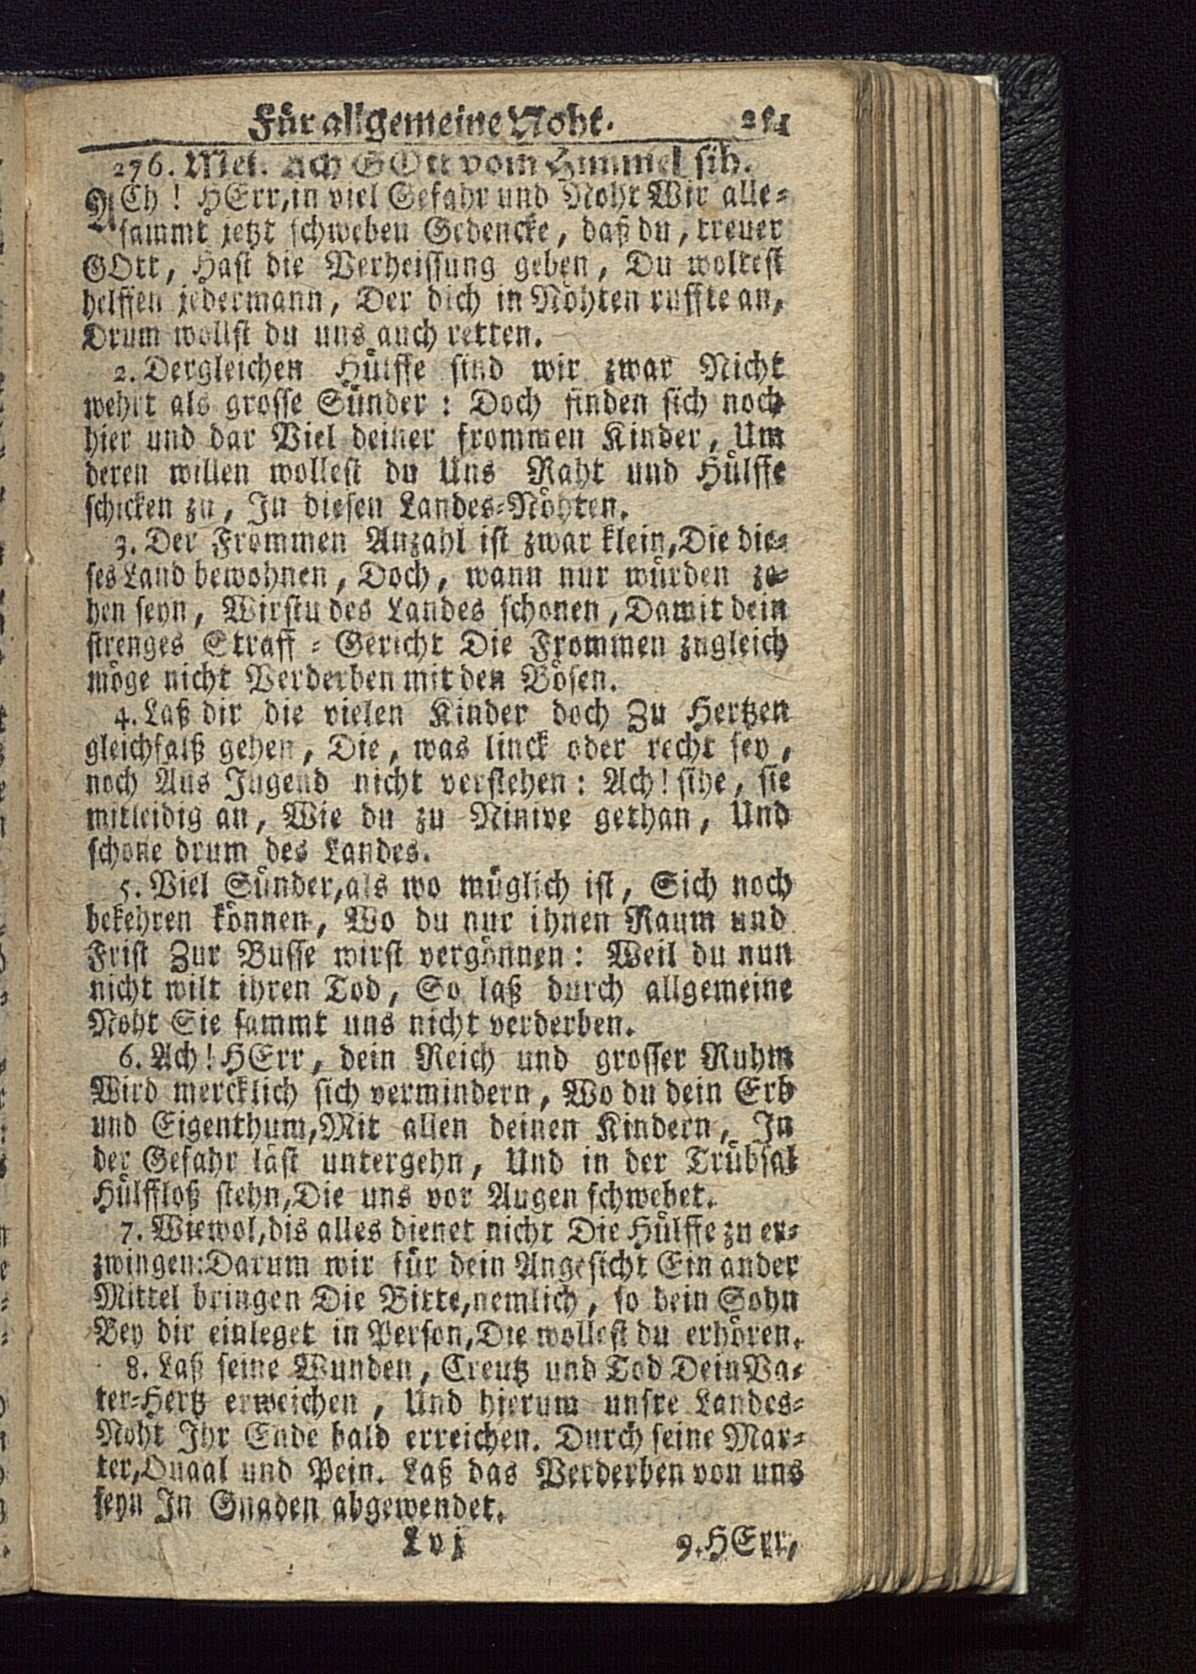 Für allgemeine Noht. 251
276. Mel. Ach GOtt vom Himmel sih.
ACh! HErr, in viel Gefahr und Noht Wir alle-
sammt jetzt schweben Gedencke, daß du, treuer
GOtt, Hast die Verheissung geben, Du woltest
helffen jedermann, Der dich in Nöhten ruffte an,
Drum wollst du uns auch retten.
2. Dergleichen Hülffe sind wir zwar Nicht
wehrt als grosse Sünder: Doch finden sich noch
hier und dar Viel deiner frommen Kinder, Um
deren willen wollest du Uns Raht und Hülffe
schicken zu, In diesen Landes-Nöhten.
3. Der Frommen Anzahl ist zwar klein, Die die-
ses Land bewohnen, Doch, wann nur würden ze-
hen seyn, Wirstu des Landes schonen, Damit dein
strenges Straff-Gericht Die Frommen zugleich
möge nicht Verderben mit den Bösen.
4. Laß dir die vielen Kinder doch Zu Hertzen
gleichfalß gehen, Die, was linck oder recht sey,
noch Aus Jugend nicht verstehen: Ach! sihe, sie
mitleidig an, Wie du zu Ninive gethan, Und
schone drum des Landes.
5. Viel Sünder, als wo müglich ist, Sich noch
bekehren können, Wo du nur ihnen Raum und
Frist Zur Busse wirst vergönnen: Weil du nun
nicht wilt ihren Tod, So laß durch allgemeine
Noht Sie sammt uns nicht verderben.
6. Ach! HErr, dein Reich und grosser Ruhm
Wird mercklich sich vermindern, Wo du dein Erb
und Eigenthum, Mit allen deinen Kindern, In
der Gefahr läst untergehn, Und in der Trübsal
Hülffloß stehn, Die uns vor Augen schwebet.
7. Wiewol, dis alles dienet nicht Die Hülffe zu er-
zwingen: Darum wir für dein Angesicht Ein ander
Mittel bringen Die Bitte, nemlich, so dein Sohn
Bey dir einleget in Person, Die wollest du erhören.
8. Laß seine Wunden, Creutz und Tod Dein Va-
ter-Hertz erweichen, Und hierum unsre Landes-
Noht Ihr Ende bald erreichen. Durch seine Mar-
ter, Quaal und Pein. Laß das Verderben von uns
seyn In Gnaden abgewendet.
Lvj 9. HErr,